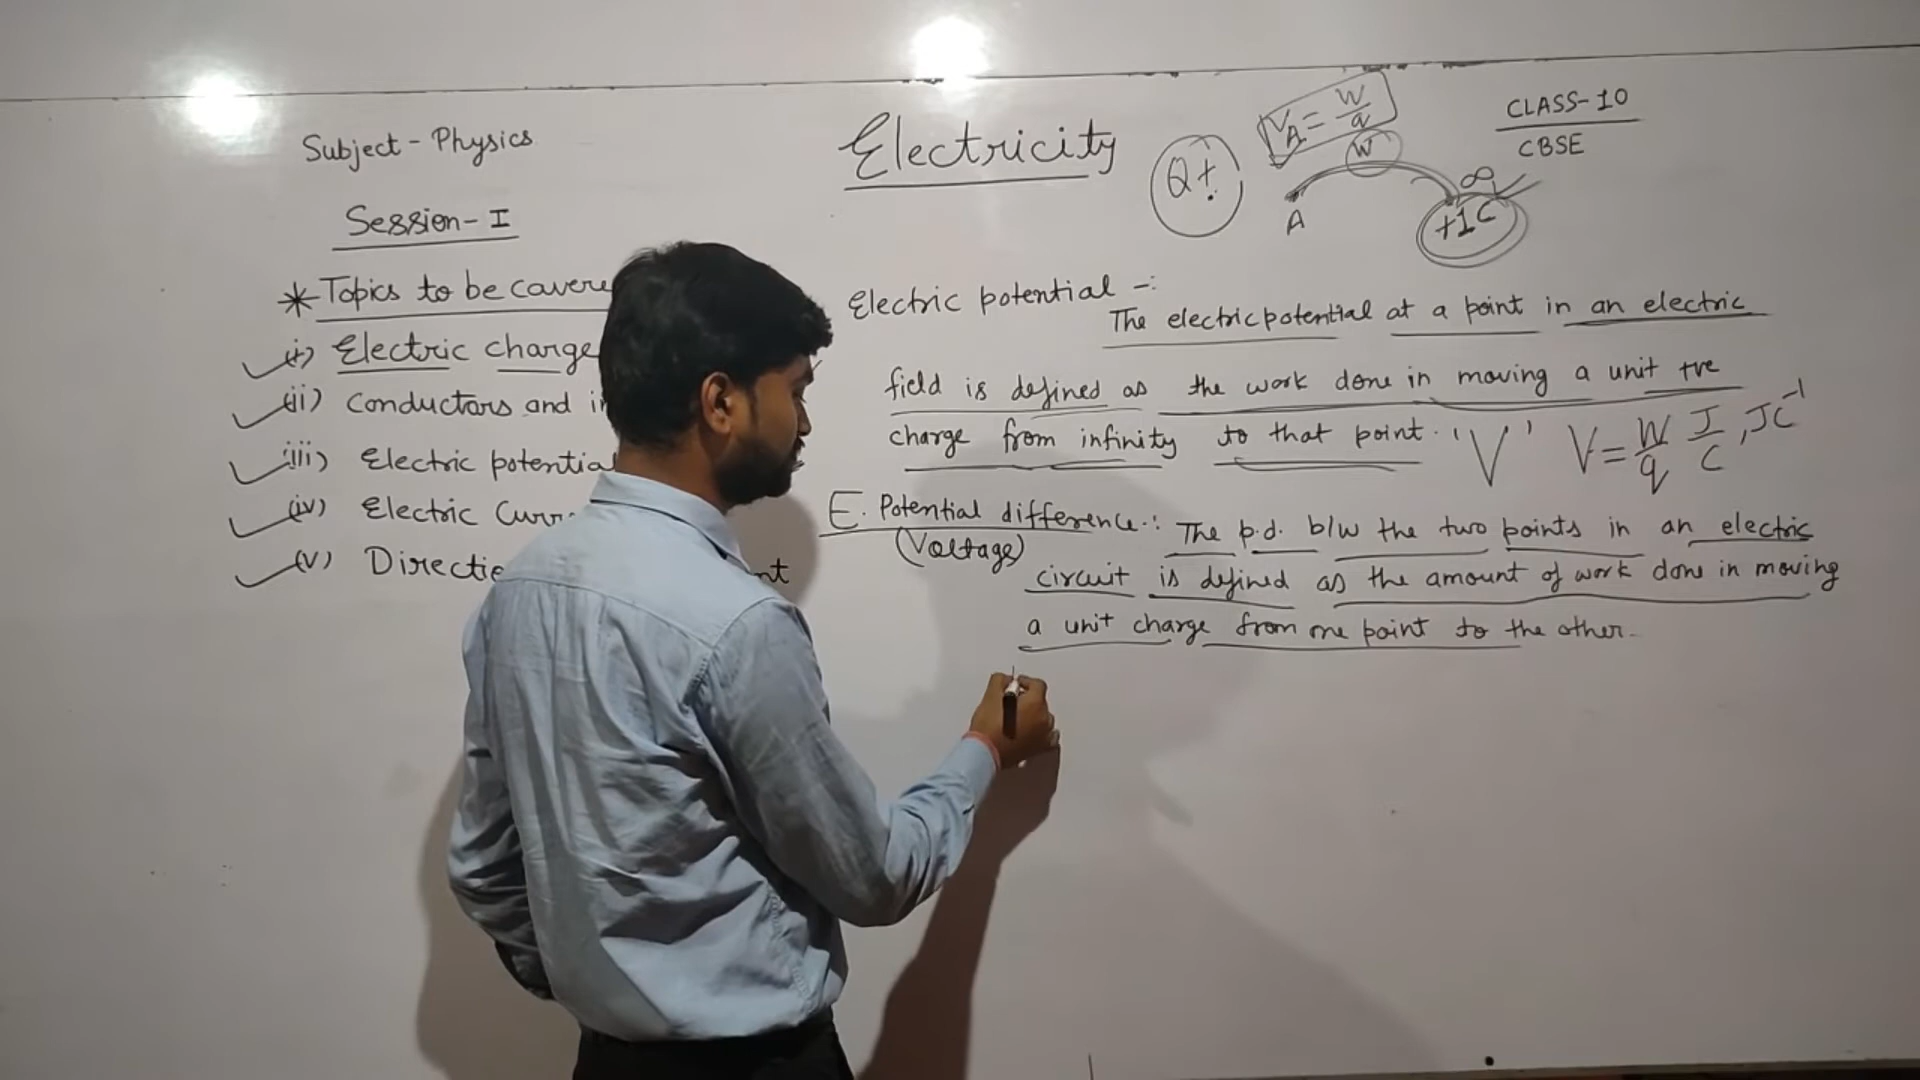 Subject - Physics
Session - I
* Topics to be cavere
(i) Electric charge
(ii) Conductors and i
(iii) Electric potential
(iv) Electric Curr
(v) Directio nt
Electricity
Q+
VA = W/q
W
A
∞
+1C
CLASS-10
CBSE
Electric potential -:
The electric potential at a point in an electric
field is defined as the work done in moving a unit +ve
charge from infinity to that point. 'V' V = W/q J/C, JC⁻¹
E. Potential difference.: The p.d. b/w the two points in an electric
(Voltage)
circuit is defined as the amount of work done in moving
a unit charge from one point to the other.